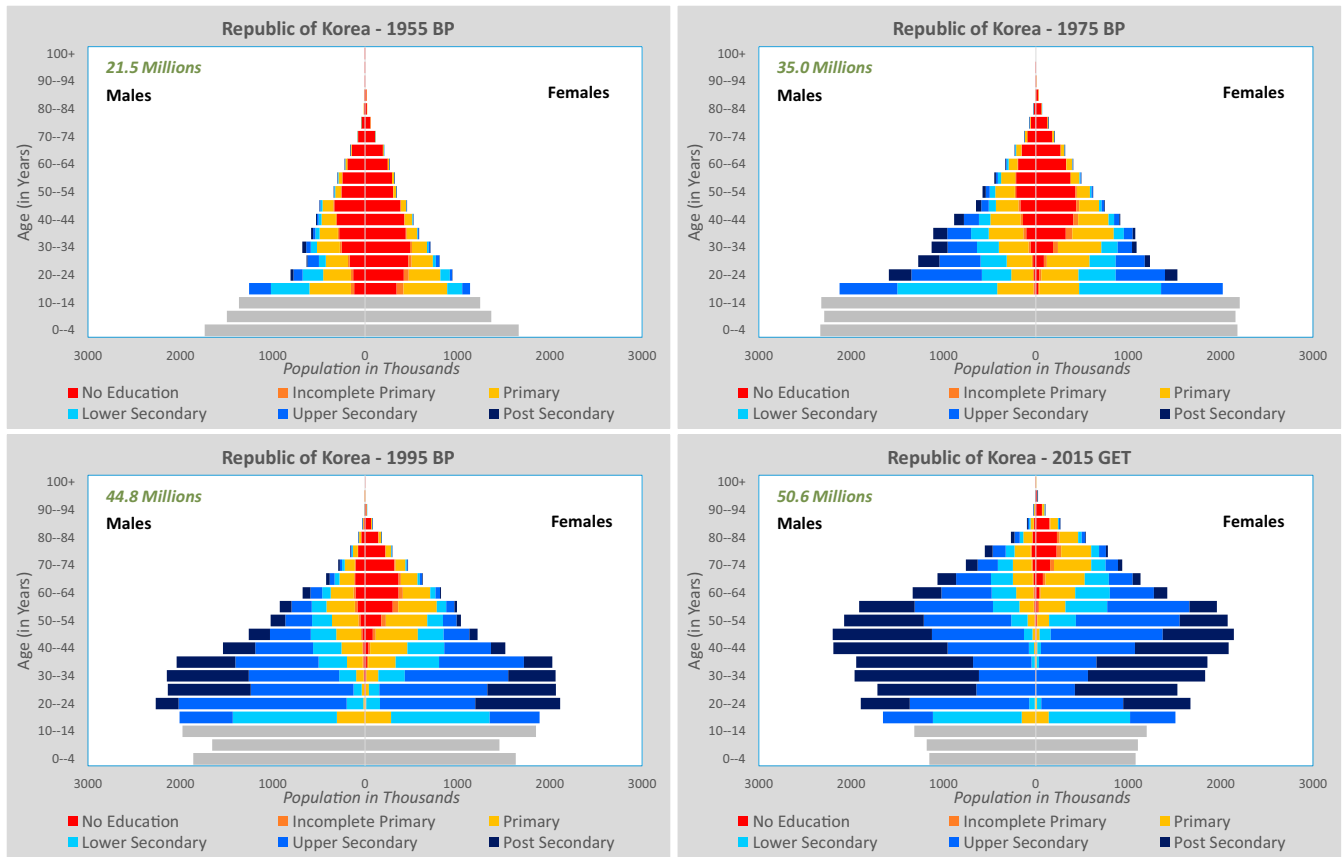 Republic of Korea - 1955 BP
21.5 Millions
Males
Females
Age (in Years)
100+
90--94
80--84
70--74
60--64
50--54
40--44
30--34
20--24
10--14
0--4
3000 2000 1000 0 1000 2000 3000
Population in Thousands
No Education Incomplete Primary Primary
Lower Secondary Upper Secondary Post Secondary
Republic of Korea - 1975 BP
35.0 Millions
Males
Females
Age (in Years)
100+
90--94
80--84
70--74
60--64
50--54
40--44
30--34
20--24
10--14
0--4
3000 2000 1000 0 1000 2000 3000
Population in Thousands
No Education Incomplete Primary Primary
Lower Secondary Upper Secondary Post Secondary
Republic of Korea - 1995 BP
44.8 Millions
Males
Females
Age (in Years)
100+
90--94
80--84
70--74
60--64
50--54
40--44
30--34
20--24
10--14
0--4
3000 2000 1000 0 1000 2000 3000
Population in Thousands
No Education Incomplete Primary Primary
Lower Secondary Upper Secondary Post Secondary
Republic of Korea - 2015 GET
50.6 Millions
Males
Females
Age (in Years)
100+
90--94
80--84
70--74
60--64
50--54
40--44
30--34
20--24
10--14
0--4
3000 2000 1000 0 1000 2000 3000
Population in Thousands
No Education Incomplete Primary Primary
Lower Secondary Upper Secondary Post Secondary